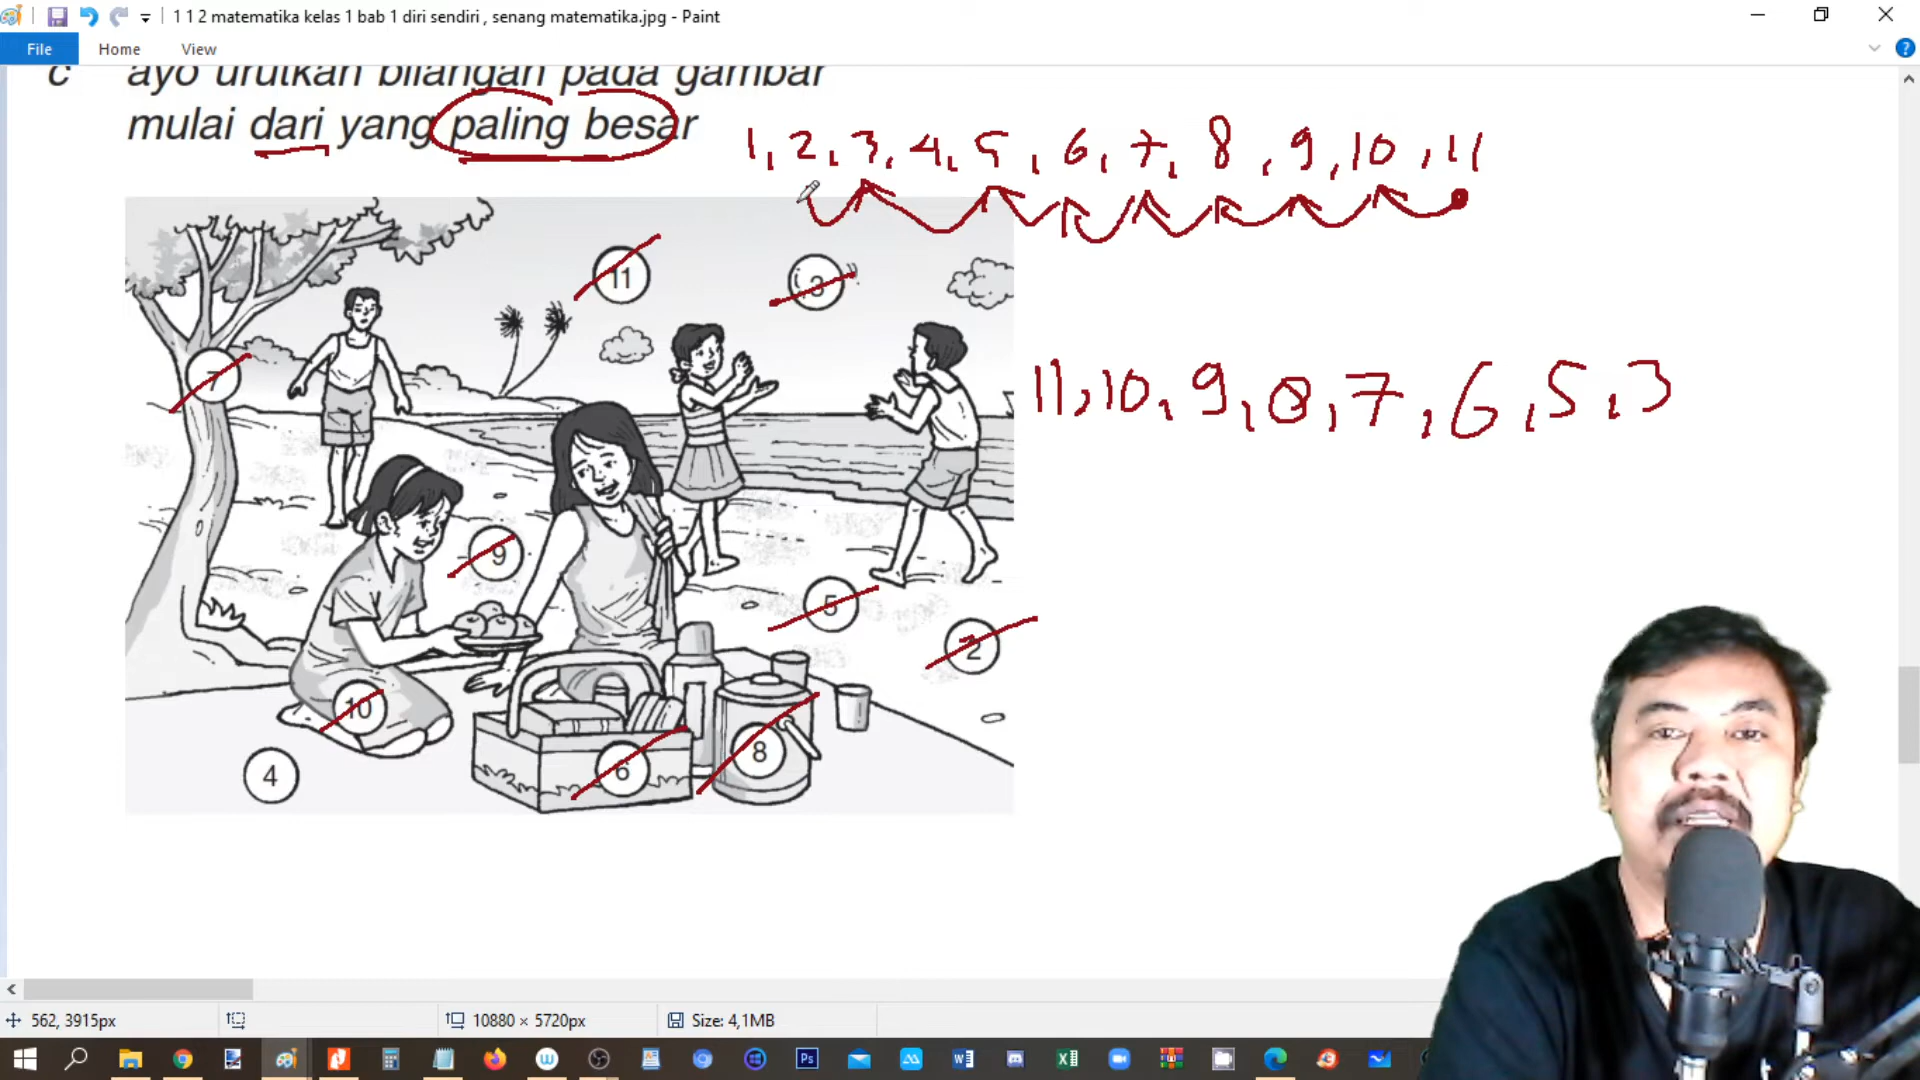 1 1 2 matematika kelas 1 bab 1 diri sendiri , senang matematika.jpg - Paint
File Home View
c ayo urutkan bilangan pada gambar
mulai dari yang paling besar
1, 2, 3, 4, 5, 6, 7, 8, 9, 10, 11
11
3
7
11, 10, 9, 8, 7, 6, 5, 3
9
5
2
10
4
6
8
562, 3915px
10880 × 5720px
Size: 4,1MB
Ps